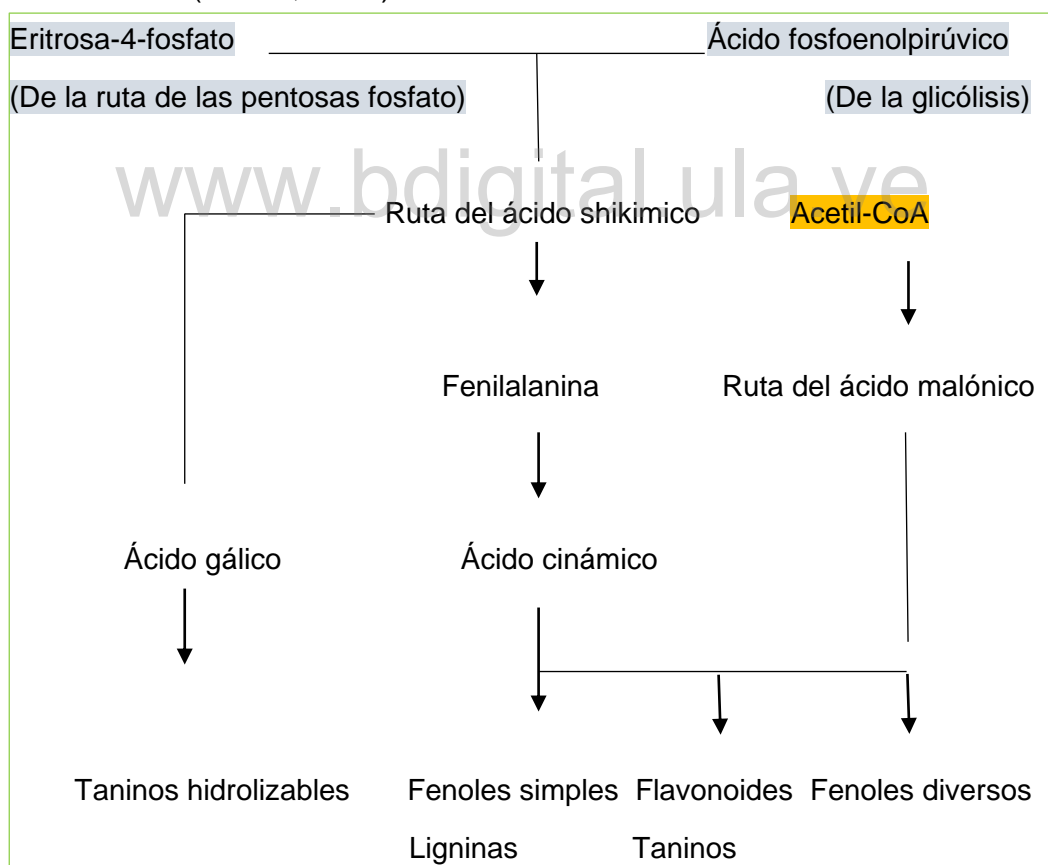 Eritrosa-4-fosfato Ácido fosfoenolpirúvico
(De la ruta de las pentosas fosfato) (De la glicólisis)
www.bdigital.ula.ve
Ruta del ácido shikimico Acetil-CoA
Fenilalanina Ruta del ácido malónico
Ácido gálico Ácido cinámico
Taninos hidrolizables Fenoles simples Flavonoides Fenoles diversos
Ligninas Taninos